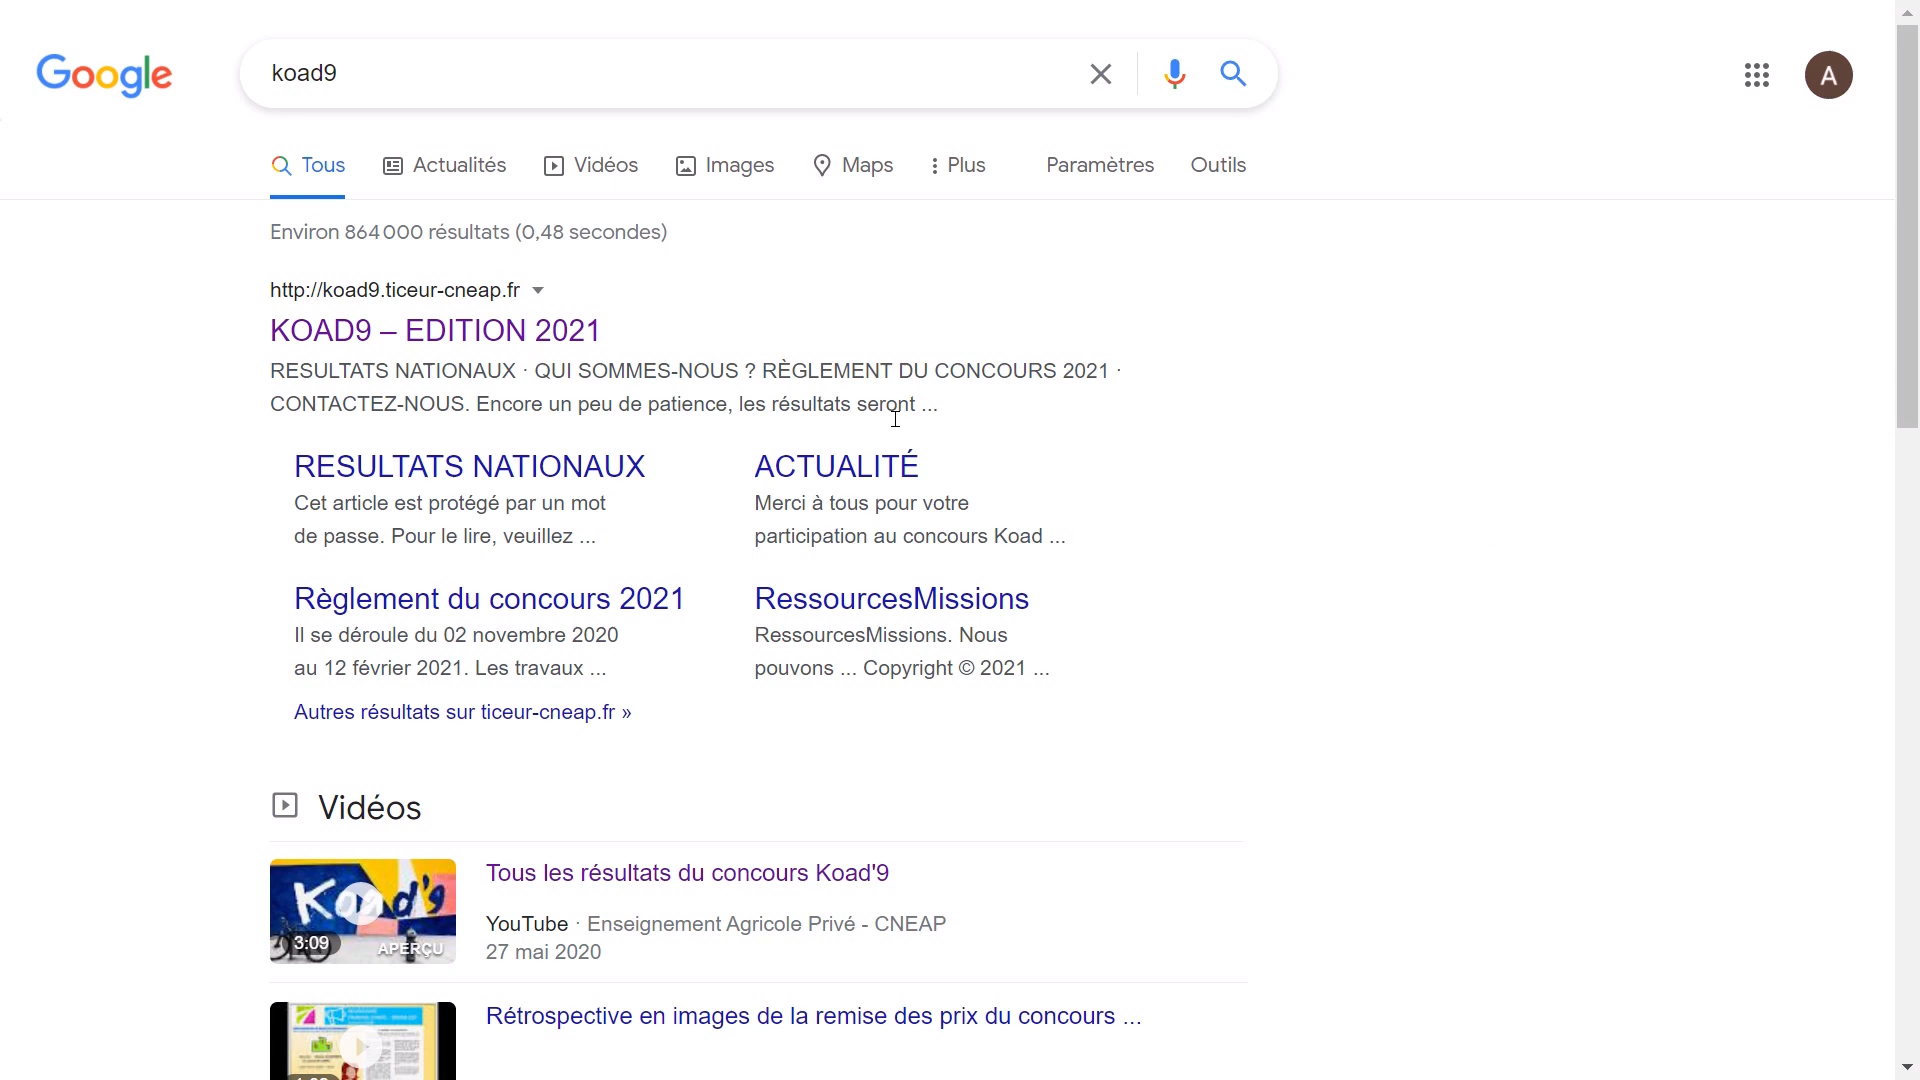 Google
koad9
A
Tous
Actualités
Vidéos
Images
Maps
Plus
Paramètres
Outils
Environ 864 000 résultats (0,48 secondes)
http://koad9.ticeur-cneap.fr
KOAD9 – EDITION 2021
RESULTATS NATIONAUX · QUI SOMMES-NOUS ? RÈGLEMENT DU CONCOURS 2021 ·
CONTACTEZ-NOUS. Encore un peu de patience, les résultats seront ...
RESULTATS NATIONAUX
Cet article est protégé par un mot
de passe. Pour le lire, veuillez ...
ACTUALITÉ
Merci à tous pour votre
participation au concours Koad ...
Règlement du concours 2021
Il se déroule du 02 novembre 2020
au 12 février 2021. Les travaux ...
RessourcesMissions
RessourcesMissions. Nous
pouvons ... Copyright © 2021 ...
Autres résultats sur ticeur-cneap.fr »
Vidéos
Koad'9
3:09
APERÇU
Tous les résultats du concours Koad'9
YouTube · Enseignement Agricole Privé - CNEAP
27 mai 2020
Rétrospective en images de la remise des prix du concours ...